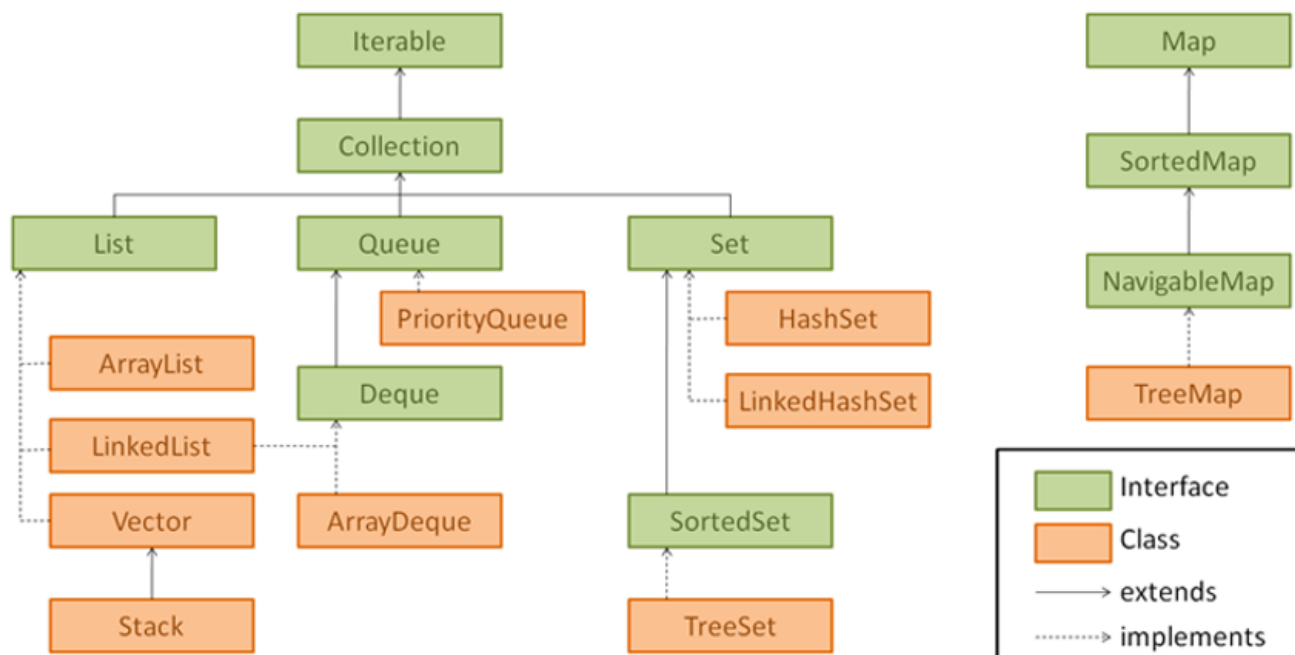 Iterable
Map
Collection
SortedMap
List
Queue
Set
NavigableMap
PriorityQueue
HashSet
ArrayList
Deque
LinkedHashSet
TreeMap
LinkedList
Vector
ArrayDeque
SortedSet
Stack
TreeSet
Interface
Class
extends
implements